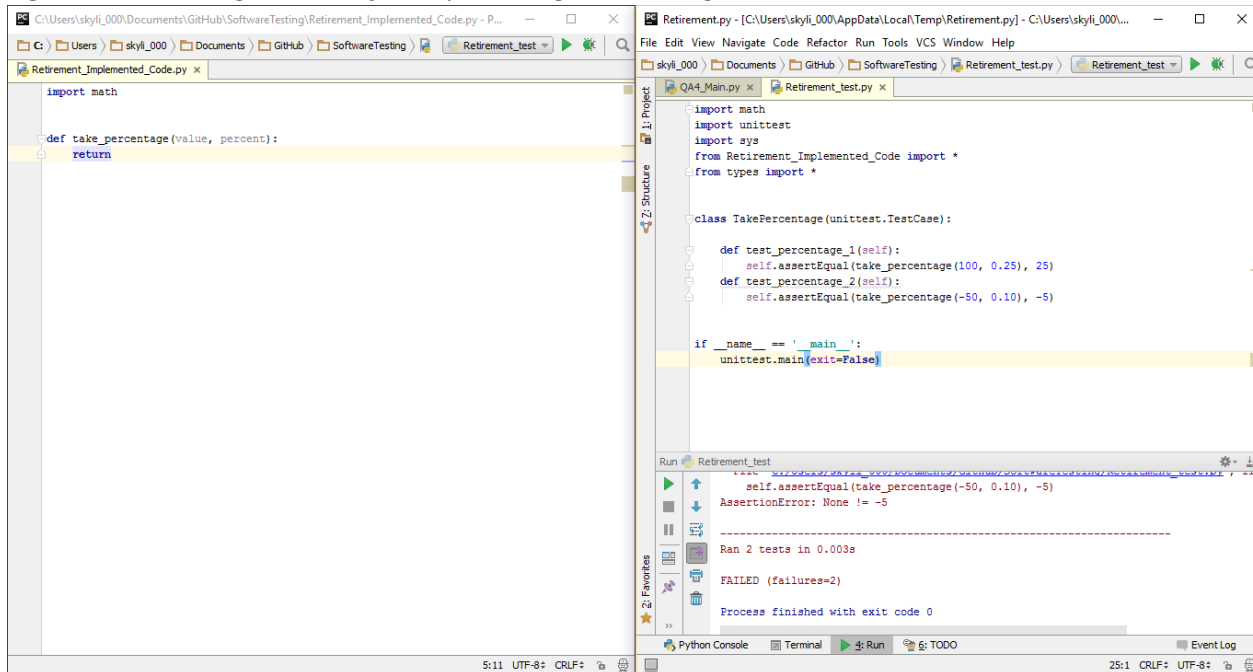 C:\Users\skyli_000\Documents\GitHub\SoftwareTesting\Retirement_Implemented_Code.py - P...
C: Users skyli_000 Documents GitHub SoftwareTesting Retirement_test
Retirement_Implemented_Code.py
import math
def take_percentage(value, percent):
return
5:11 UTF-8 CRLF
Retirement.py - [C:\Users\skyli_000\AppData\Local\Temp\Retirement.py] - C:\Users\skyli_000\...
File Edit View Navigate Code Refactor Run Tools VCS Window Help
skyli_000 Documents GitHub SoftwareTesting Retirement_test.py Retirement_test
QA4_Main.py Retirement_test.py
1: Project
Z: Structure
2: Favorites
import math
import unittest
import sys
from Retirement_Implemented_Code import *
from types import *
class TakePercentage(unittest.TestCase):
def test_percentage_1(self):
self.assertEqual(take_percentage(100, 0.25), 25)
def test_percentage_2(self):
self.assertEqual(take_percentage(-50, 0.10), -5)
if __name__ == '__main__':
unittest.main(exit=False)
Run Retirement_test
self.assertEqual(take_percentage(-50, 0.10), -5)
AssertionError: None != -5
----------------------------------------------------------------------
Ran 2 tests in 0.003s
FAILED (failures=2)
Process finished with exit code 0
Python Console Terminal 4: Run 6: TODO Event Log
25:1 CRLF UTF-8